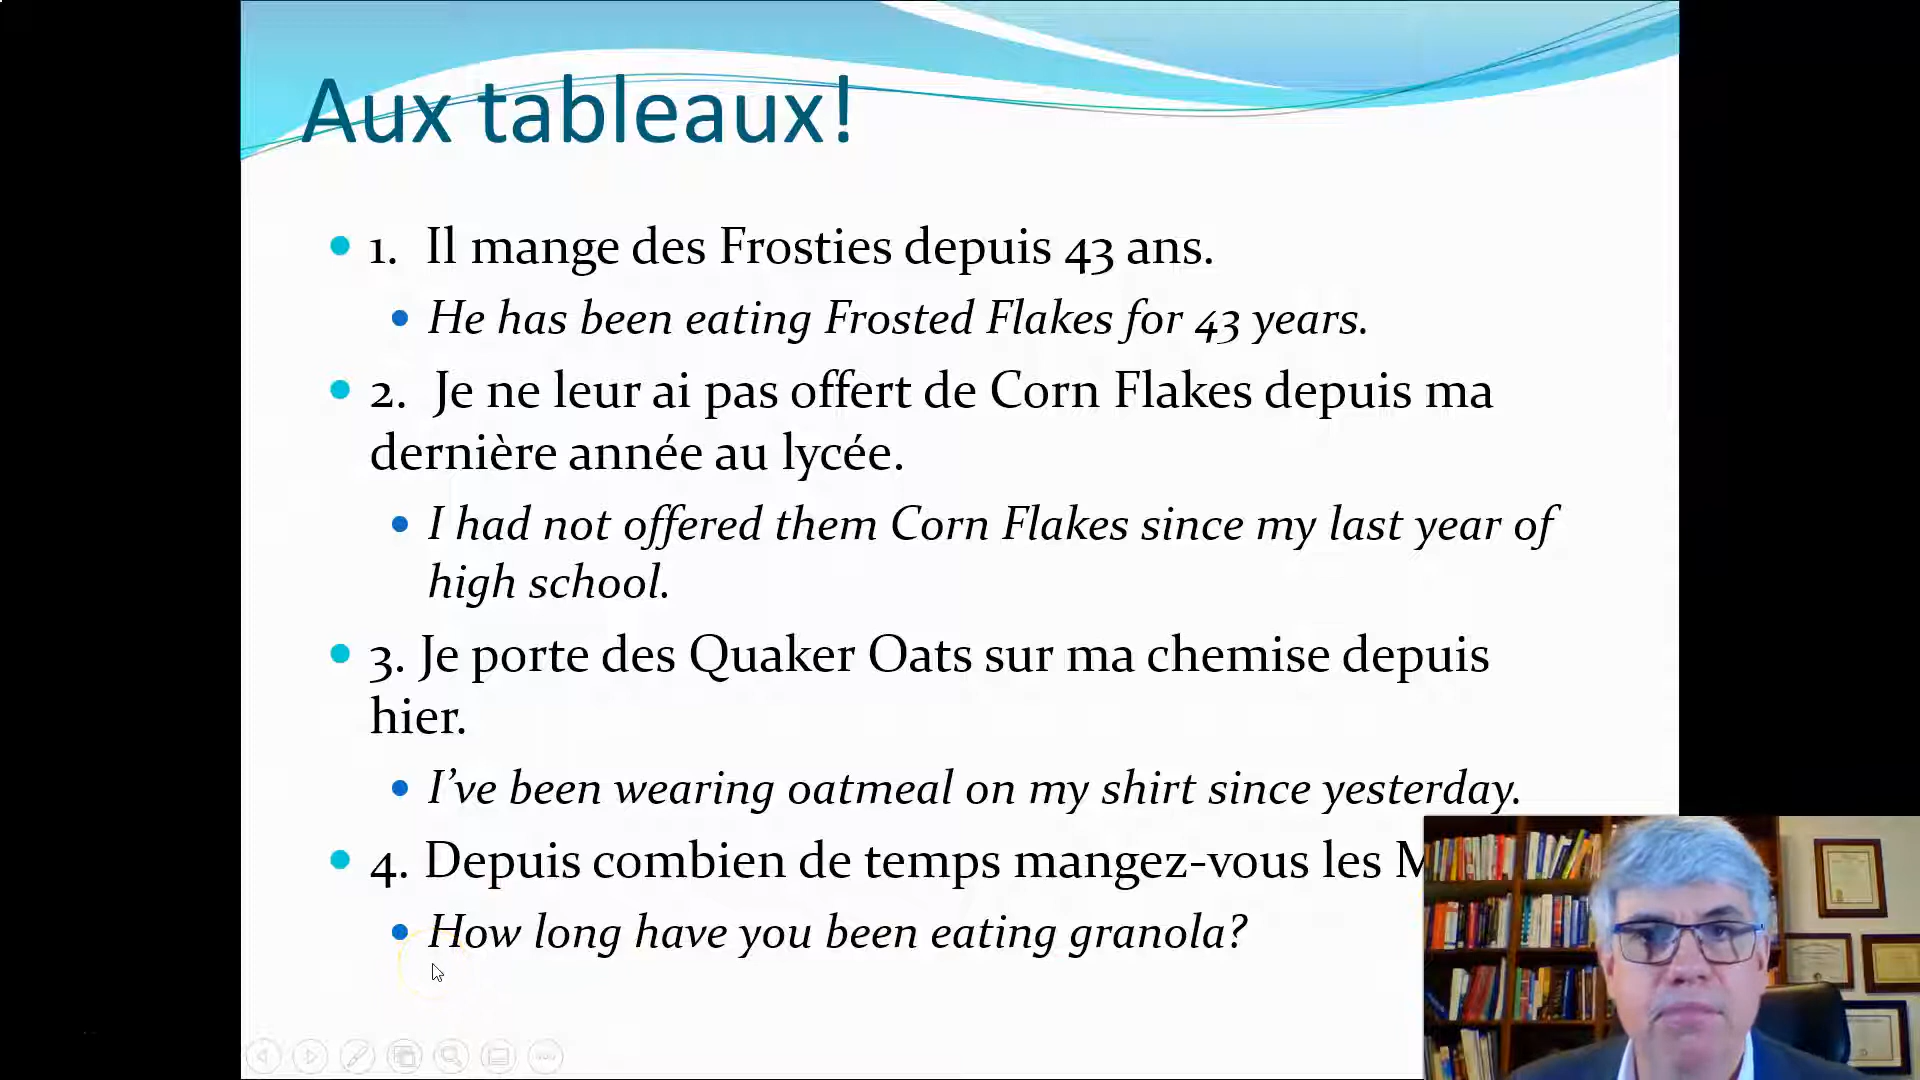 Aux tableaux!
1. Il mange des Frosties depuis 43 ans.
He has been eating Frosted Flakes for 43 years.
2. Je ne leur ai pas offert de Corn Flakes depuis ma
dernière année au lycée.
I had not offered them Corn Flakes since my last year of
high school.
3. Je porte des Quaker Oats sur ma chemise depuis
hier.
I’ve been wearing oatmeal on my shirt since yesterday.
4. Depuis combien de temps mangez-vous les
How long have you been eating granola?